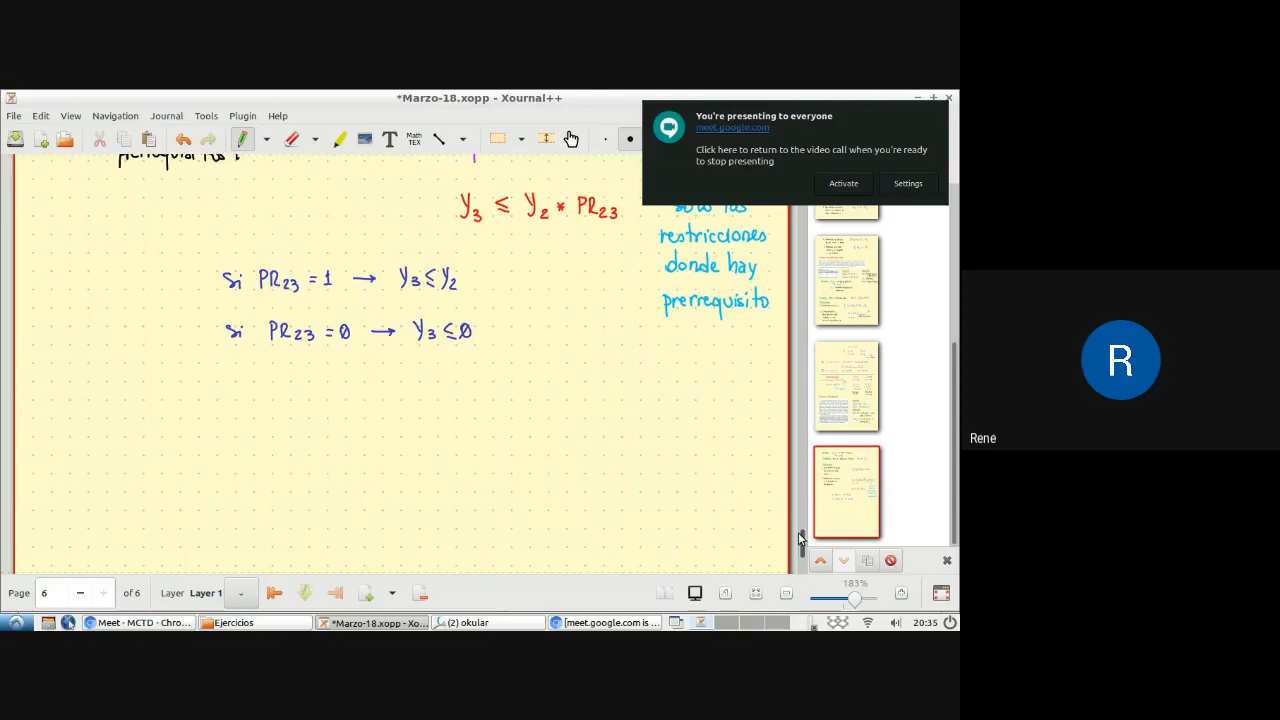 *Marzo-18.xopp - Xournal++
File Edit View Navigation Journal Tools Plugin Help
You're presenting to everyone
meet.google.com
Click here to return to the video call when you're ready
to stop presenting
Activate Settings
Math
TEX
Y3 ≤ Y2 * PR23
solo las
restricciones
donde hay
prerrequisito
Si PR23 = 1 → Y3 ≤ Y2
Si PR23 = 0 → Y3 ≤ 0
R
Rene
183%
Page 6 of 6 Layer Layer 1
Meet - MCTD - Chro...
Ejercicios
*Marzo-18.xopp - Xo...
(2) okular
[meet.google.com is ...
20:35